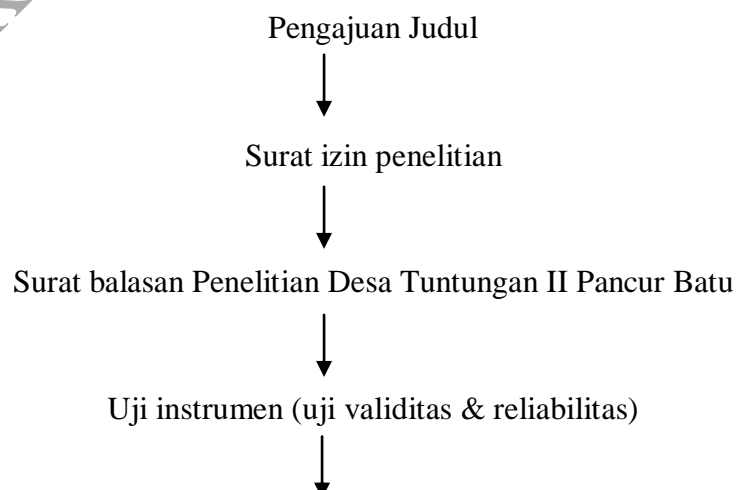 Pengajuan Judul
Surat izin penelitian
Surat balasan Penelitian Desa Tuntungan II Pancur Batu
Uji instrumen (uji validitas & reliabilitas)